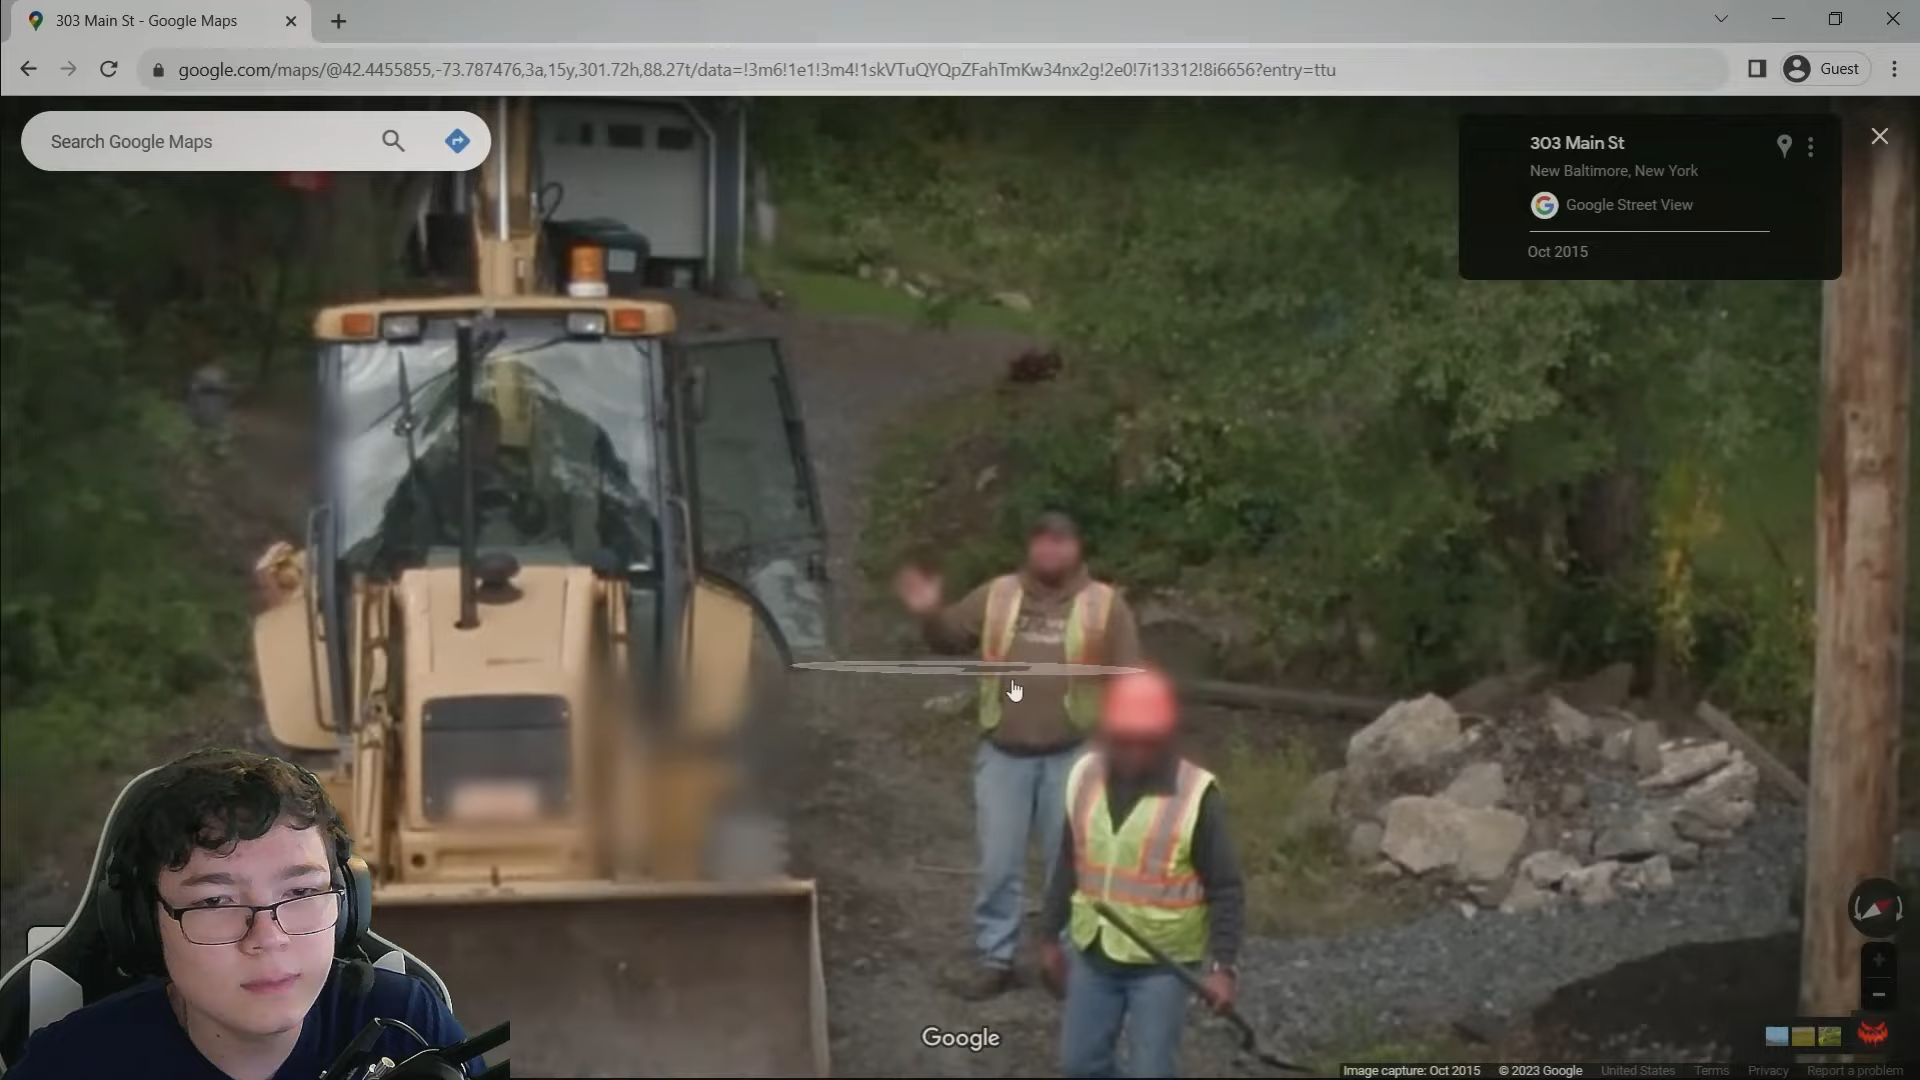 303 Main St - Google Maps
google.com/maps/@42.4455855,-73.787476,3a,15y,301.72h,88.27t/data=!3m6!1e1!3m4!1skVTuQYQpZFahTmKw34nx2g!2e0!7i13312!8i6656?entry=ttu
Guest
Search Google Maps
303 Main St
New Baltimore, New York
Google Street View
Oct 2015
Google
Image capture: Oct 2015 © 2023 Google United States Terms Privacy Report a problem